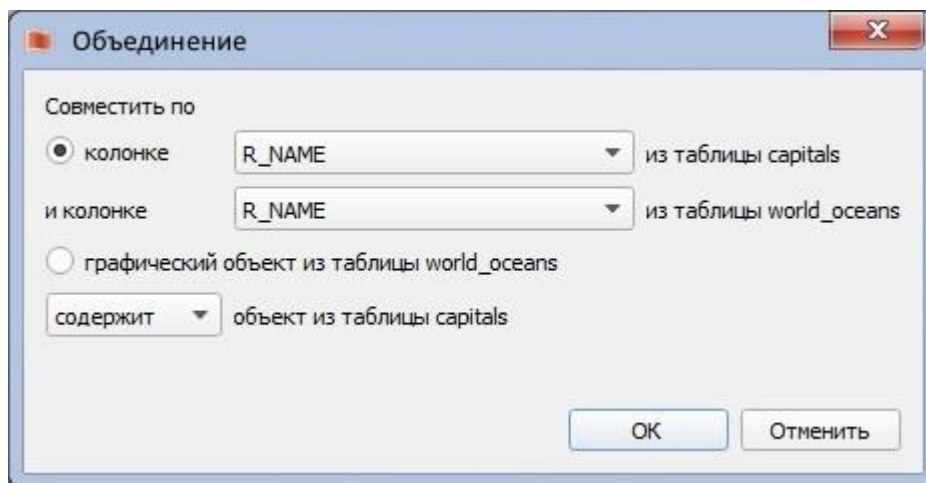 Объединение
Совместить по
колонке R_NAME из таблицы capitals
и колонке R_NAME из таблицы world_oceans
графический объект из таблицы world_oceans
содержит объект из таблицы capitals
OK Отменить